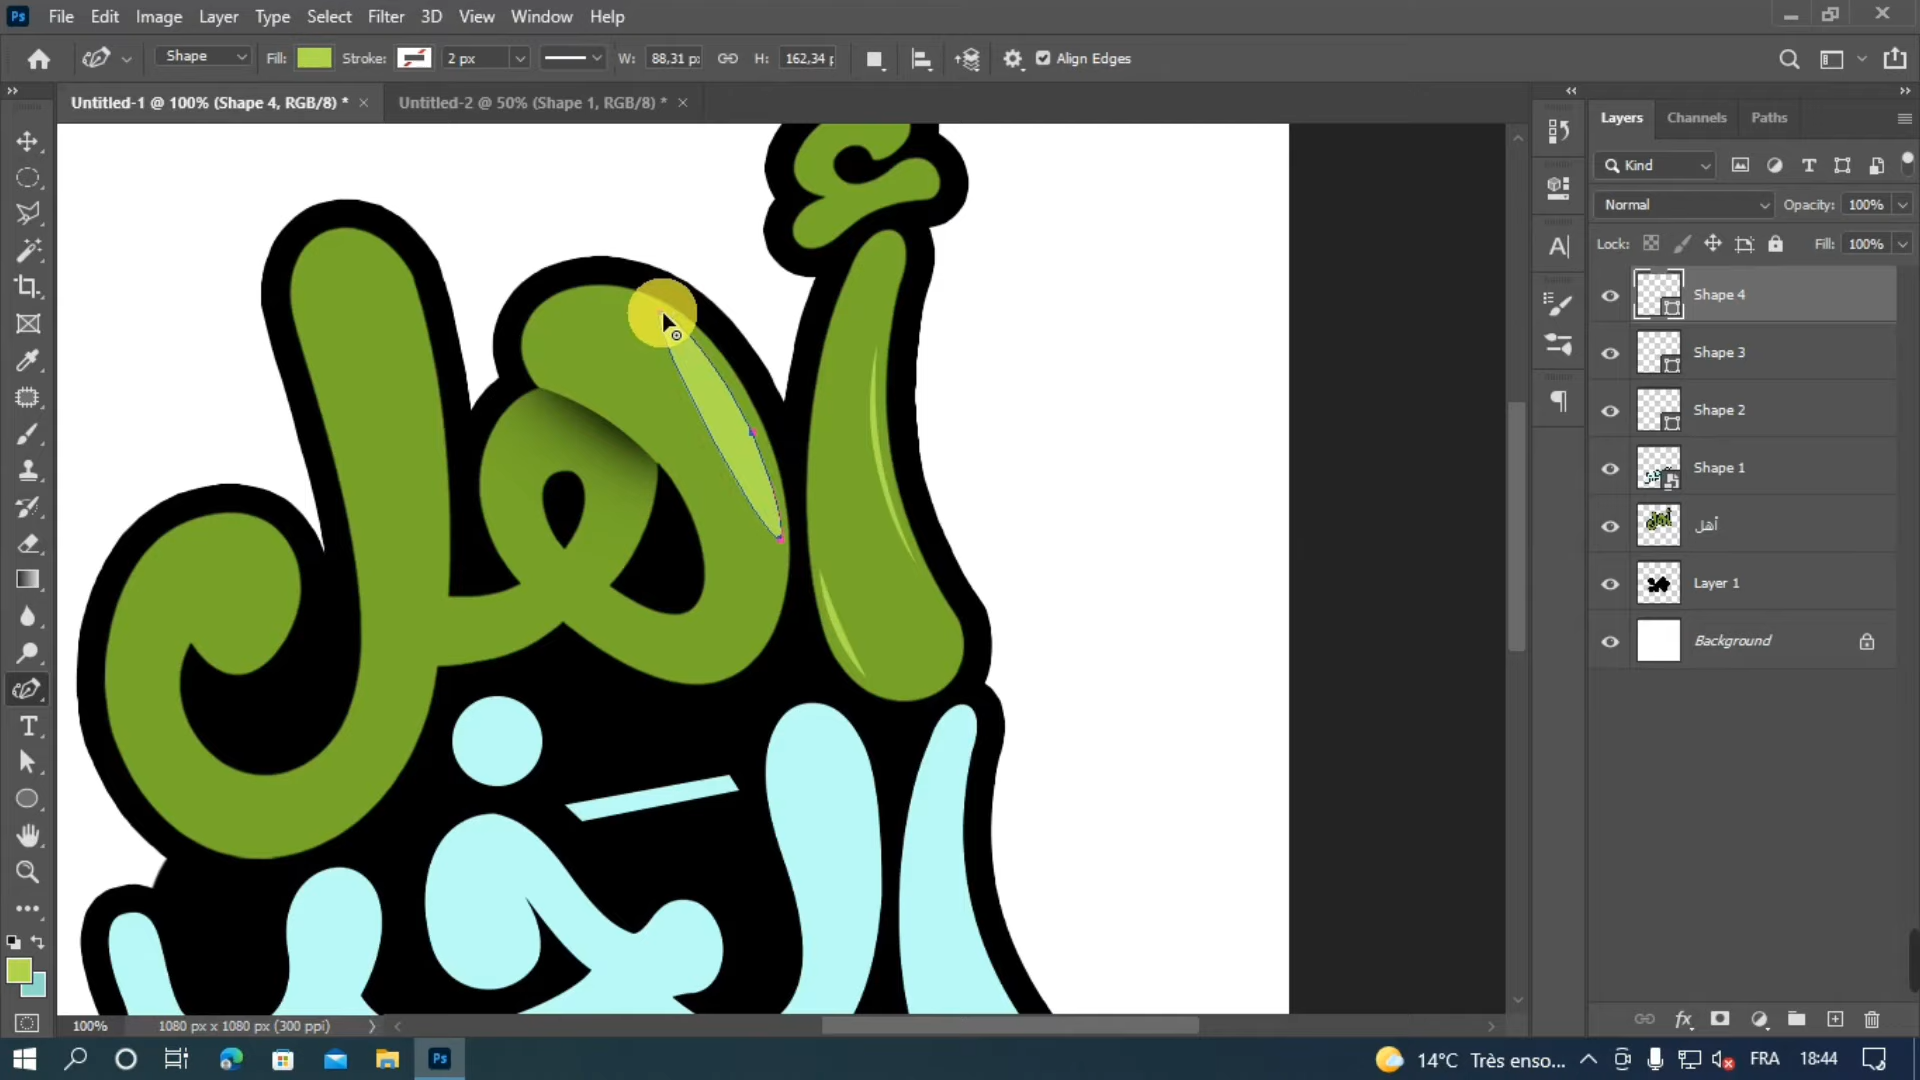 Ps File Edit Image Layer Type Select Filter 3D View Window Help
Shape Fill: Stroke: 2 px W: 88,31 p: H: 162,34 p Align Edges
Untitled-1 @ 100% (Shape 4, RGB/8) * Untitled-2 @ 50% (Shape 1, RGB/8) *
Layers Channels Paths
Kind
Normal Opacity: 100%
Lock: Fill: 100%
Shape 4
Shape 3
Shape 2
Shape 1
أهل
Layer 1
Background
أهل
100% 1080 px x 1080 px (300 ppi)
Ps 14°C Très enso... FRA 18:44